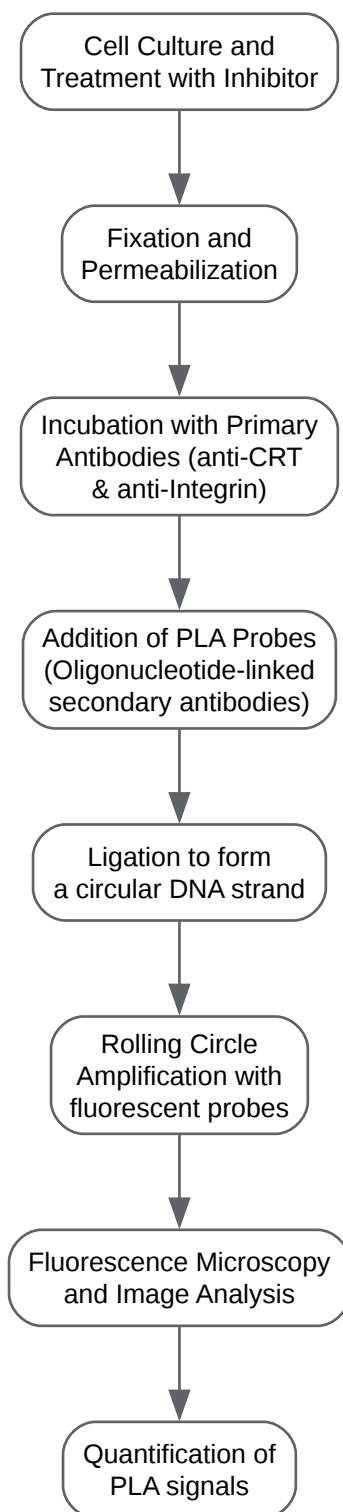 Cell Culture and
Treatment with Inhibitor
Fixation and
Permeabilization
Incubation with Primary
Antibodies (anti-CRT
& anti-Integrin)
Addition of PLA Probes
(Oligonucleotide-linked
secondary antibodies)
Ligation to form
a circular DNA strand
Rolling Circle
Amplification with
fluorescent probes
Fluorescence Microscopy
and Image Analysis
Quantification of
PLA signals